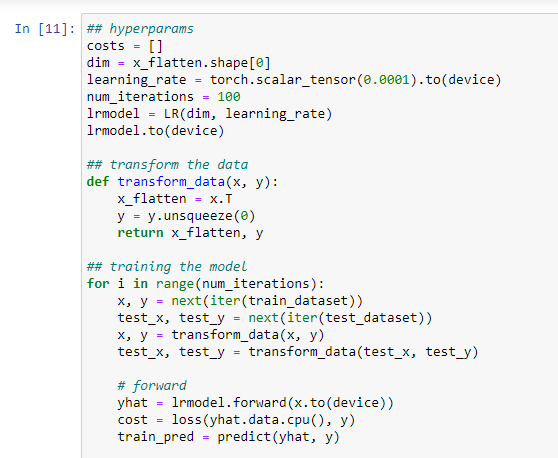 In [11]: ## hyperparams
costs = []
dim = x_flatten.shape[0]
learning_rate = torch.scalar_tensor(0.0001).to(device)
num_iterations = 100
lrmodel = LR(dim, learning_rate)
lrmodel.to(device)
## transform the data
def transform_data(x, y):
x_flatten = x.T
y = y.unsqueeze(0)
return x_flatten, y
## training the model
for i in range(num_iterations):
x, y = next(iter(train_dataset))
test_x, test_y = next(iter(test_dataset))
x, y = transform_data(x, y)
test_x, test_y = transform_data(test_x, test_y)
# forward
yhat = lrmodel.forward(x.to(device))
cost = loss(yhat.data.cpu(), y)
train_pred = predict(yhat, y)